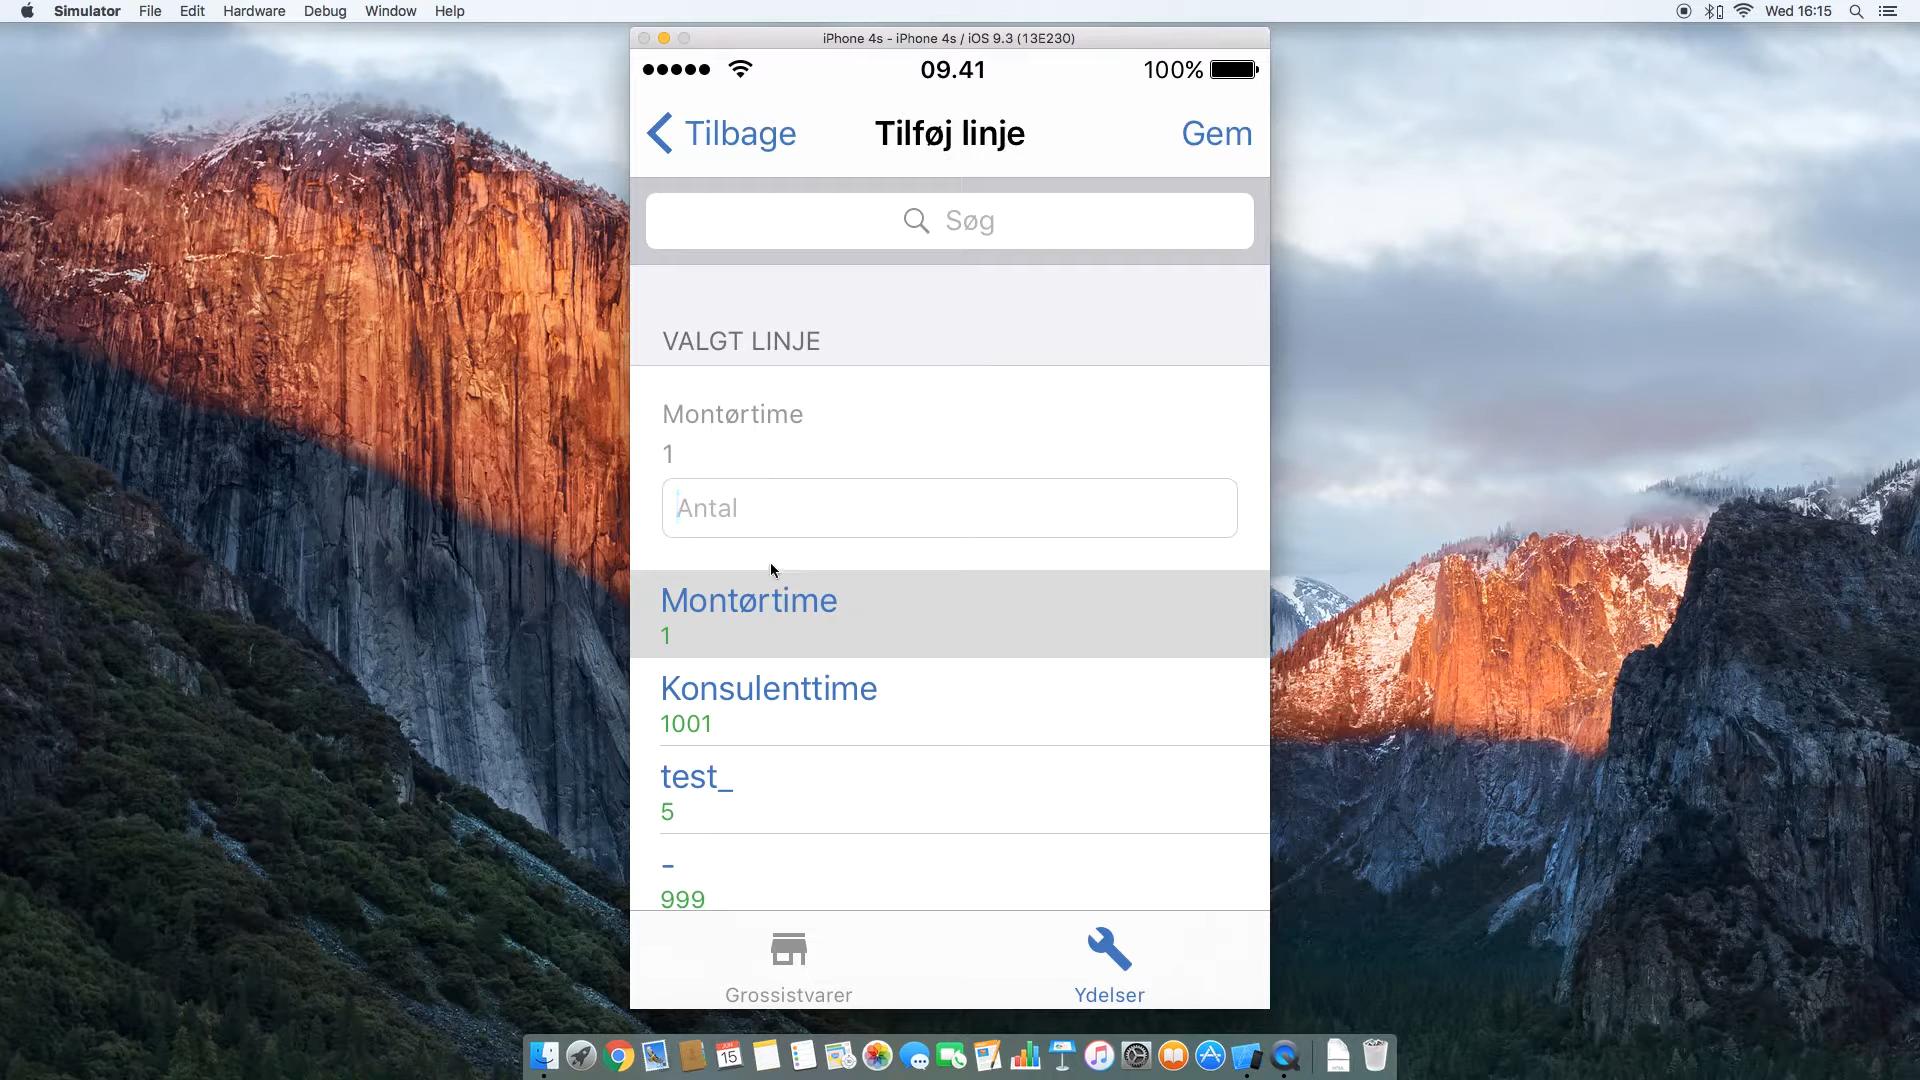 Simulator File Edit Hardware Debug Window Help Wed 16:15
iPhone 4s - iPhone 4s / iOS 9.3 (13E230)
09.41 100%
Tilbage Tilføj linje Gem
Søg
VALGT LINJE
Montørtime
1
Antal
Montørtime
1
Konsulenttime
1001
test_
5
-
999
Grossistvarer Ydelser
JUN
15